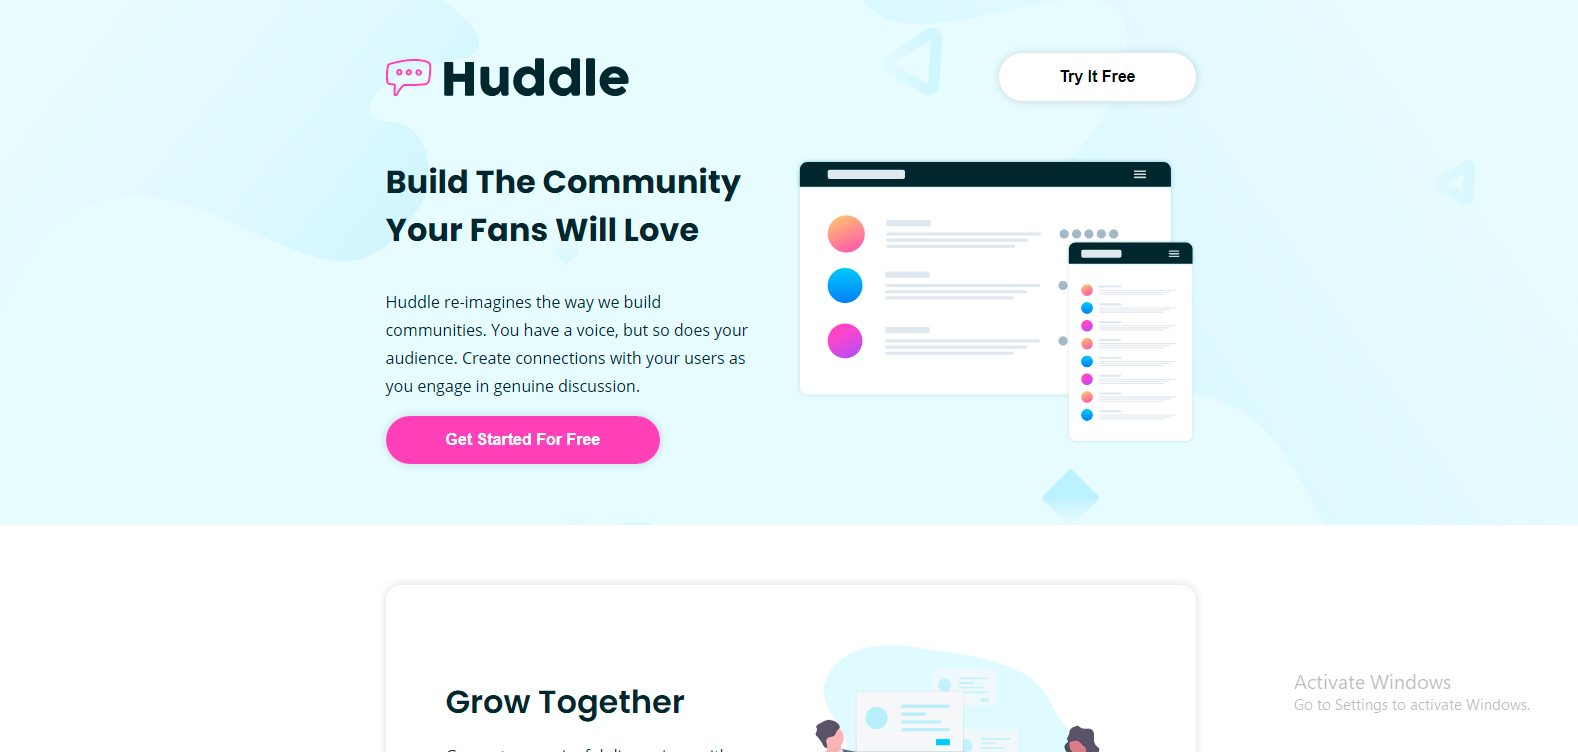 Huddle
Try It Free
Build The Community
Your Fans Will Love
Huddle re-imagines the way we build
communities. You have a voice, but so does your
audience. Create connections with your users as
you engage in genuine discussion.
Get Started For Free
Grow Together
Activate Windows
Go to Settings to activate Windows.